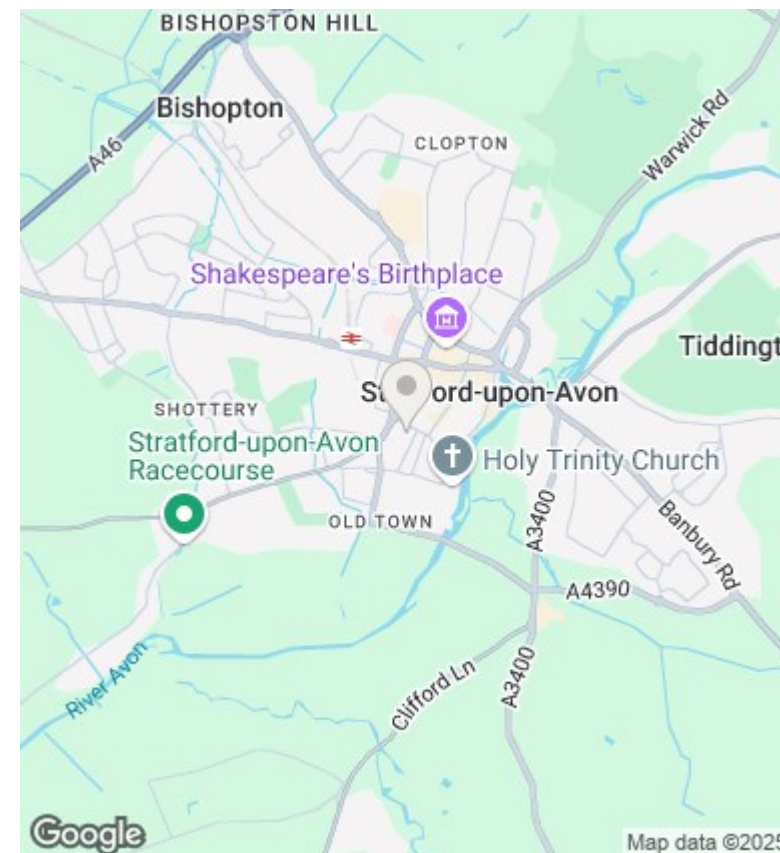 BISHOPSTON HILL
Bishopton
A46
CLOPTON
Warwick Rd
Shakespeare's Birthplace
Tiddingt
St ord-upon-Avon
SHOTTERY
Stratford-upon-Avon
Racecourse
Holy Trinity Church
OLD TOWN
A3400
Banbury Rd
A4390
River Avon
Clifford Ln
A3400
Google
Map data ©2025